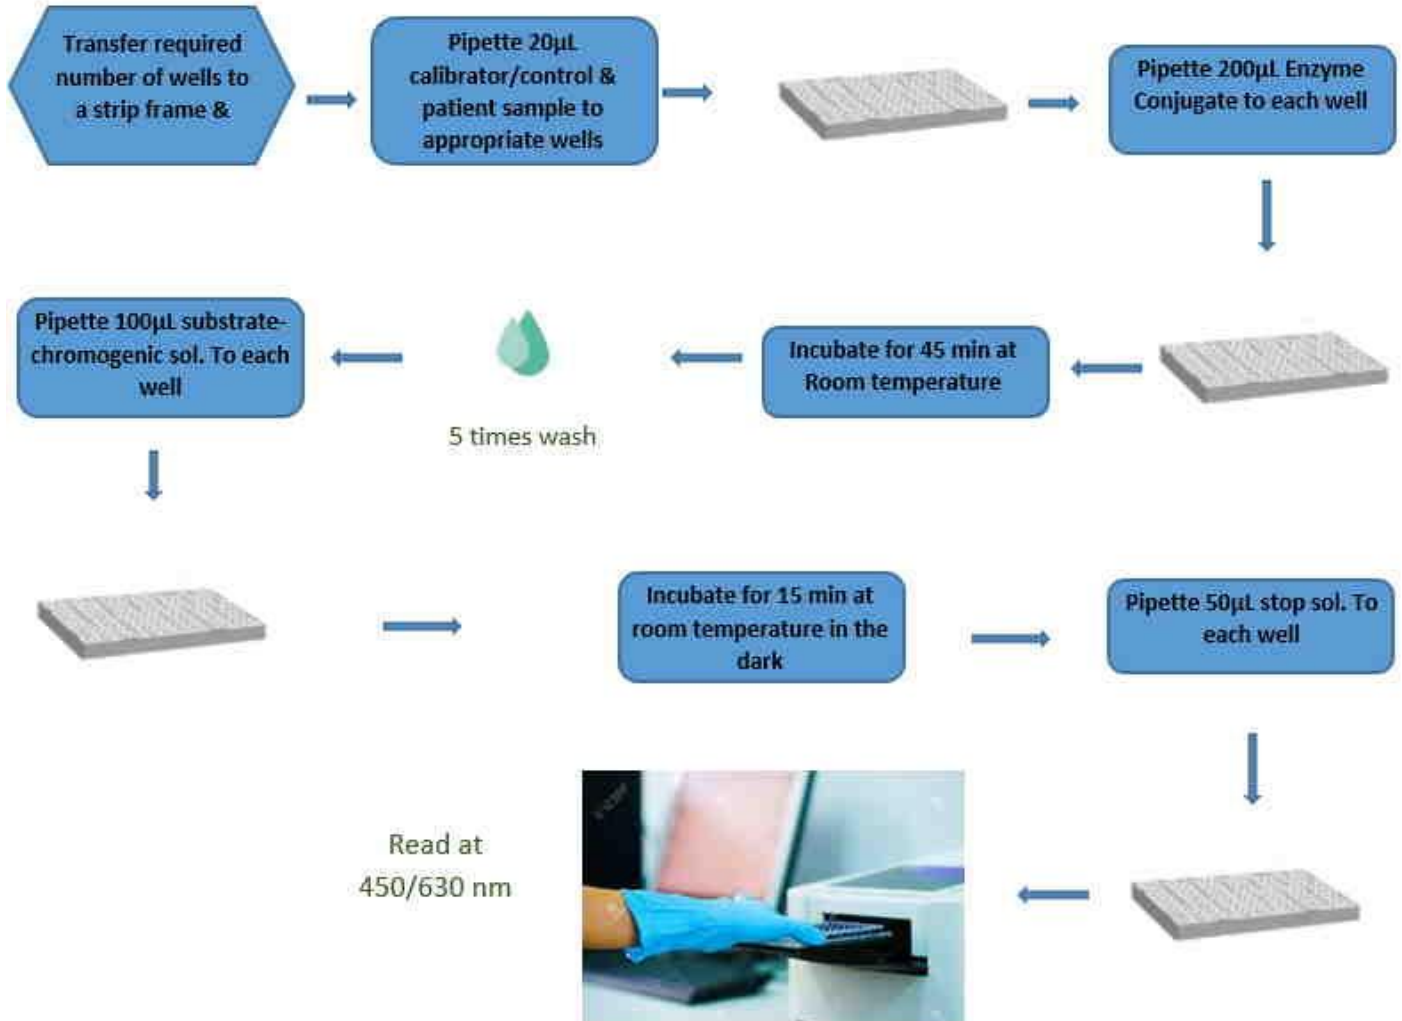 Transfer required
number of wells to
a strip frame &
Pipette 20µL
calibrator/control &
patient sample to
appropriate wells
Pipette 200µL Enzyme
Conjugate to each well
Incubate for 45 min at
Room temperature
5 times wash
Pipette 100µL substrate-
chromogenic sol. To each
well
Incubate for 15 min at
room temperature in the
dark
Pipette 50µL stop sol. To
each well
Read at
450/630 nm